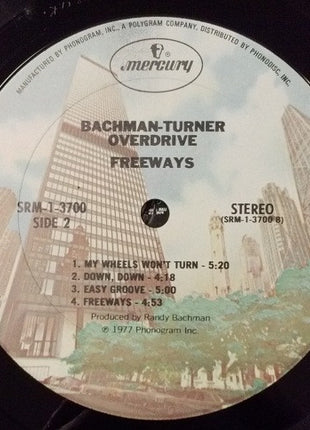 MANUFACTURED BY PHONOGRAM, INC., A POLYGRAM COMPANY, DISTRIBUTED BY PHONODISC, INC.
mercury
BACHMAN-TURNER
OVERDRIVE
FREEWAYS
SRM-1-3700
SIDE 2
STEREO
(SRM-1-3700 B)
1. MY WHEELS WON'T TURN - 5:20
2. DOWN, DOWN - 4:18
3. EASY GROOVE - 5:00
4. FREEWAYS - 4:53
Produced by Randy Bachman
℗ 1977 Phonogram Inc.